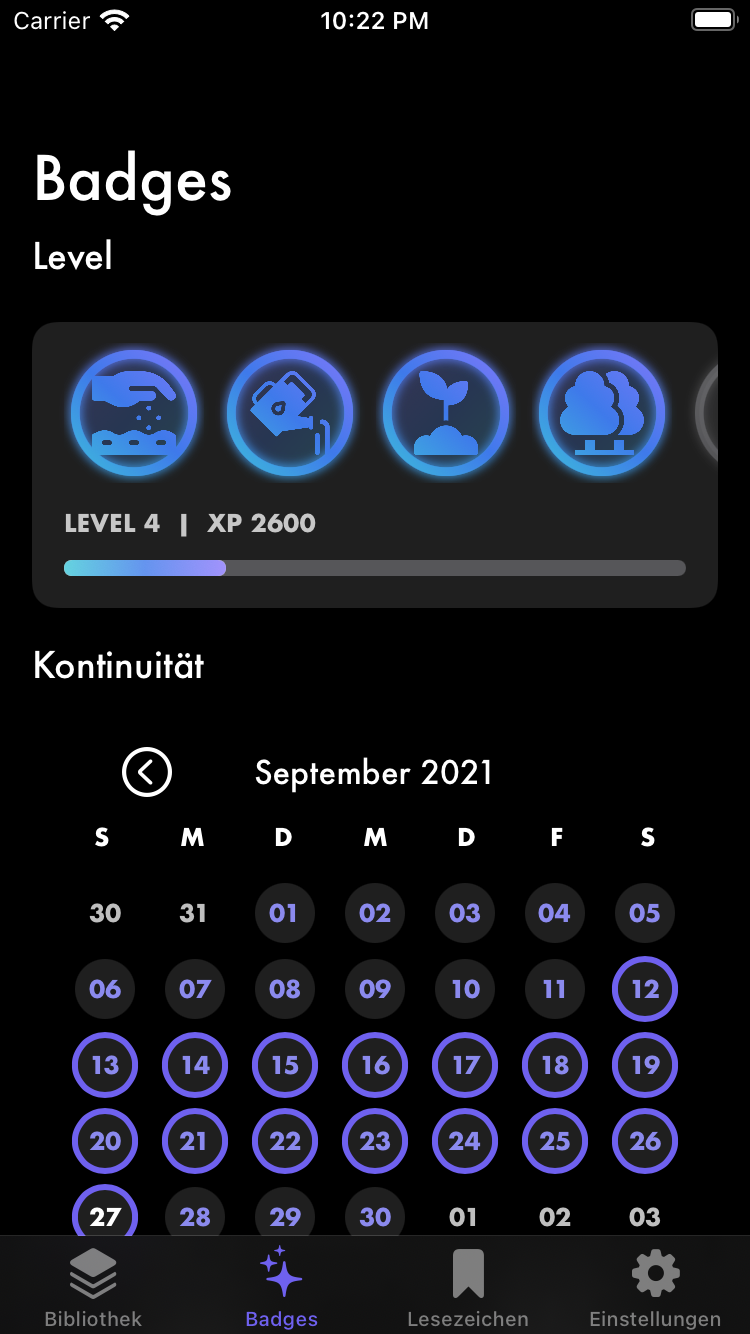 Carrier 10:22 PM
Badges
Level
LEVEL 4 | XP 2600
Kontinuität
September 2021
S M D M D F S
30 31 01 02 03 04 05
06 07 08 09 10 11 12
13 14 15 16 17 18 19
20 21 22 23 24 25 26
27 28 29 30 01 02 03
Bibliothek Badges Lesezeichen Einstellungen